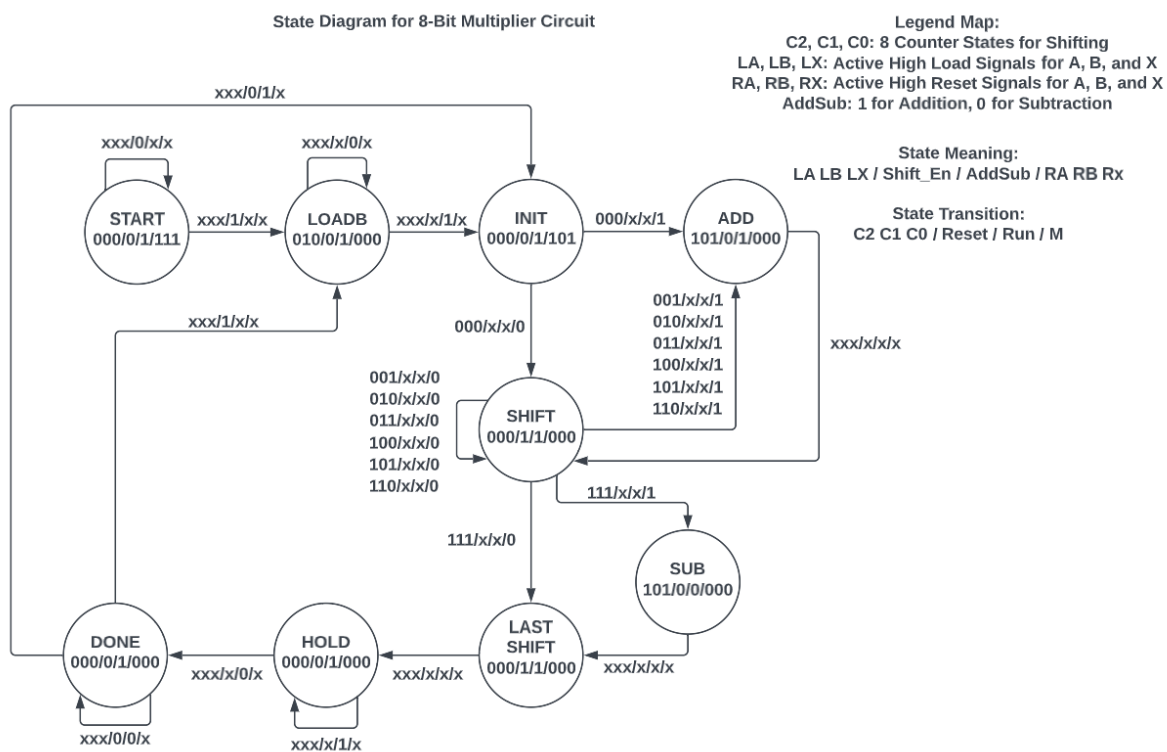 State Diagram for 8-Bit Multiplier Circuit
Legend Map:
C2, C1, C0: 8 Counter States for Shifting
LA, LB, LX: Active High Load Signals for A, B, and X
RA, RB, RX: Active High Reset Signals for A, B, and X
AddSub: 1 for Addition, 0 for Subtraction
State Meaning:
LA LB LX / Shift_En / AddSub / RA RB Rx
State Transition:
C2 C1 C0 / Reset / Run / M
xxx/0/1/x
xxx/0/x/x
xxx/x/0/x
START
000/0/1/111
xxx/1/x/x
LOADB
010/0/1/000
xxx/x/1/x
INIT
000/0/1/101
000/x/x/1
ADD
101/0/1/000
xxx/1/x/x
000/x/x/0
001/x/x/1
010/x/x/1
011/x/x/1
100/x/x/1
101/x/x/1
110/x/x/1
xxx/x/x/x
001/x/x/0
010/x/x/0
011/x/x/0
100/x/x/0
101/x/x/0
110/x/x/0
SHIFT
000/1/1/000
111/x/x/1
111/x/x/0
SUB
101/0/0/000
DONE
000/0/1/000
xxx/x/0/x
HOLD
000/0/1/000
xxx/x/x/x
LAST
SHIFT
000/1/1/000
xxx/x/x/x
xxx/0/0/x
xxx/x/1/x